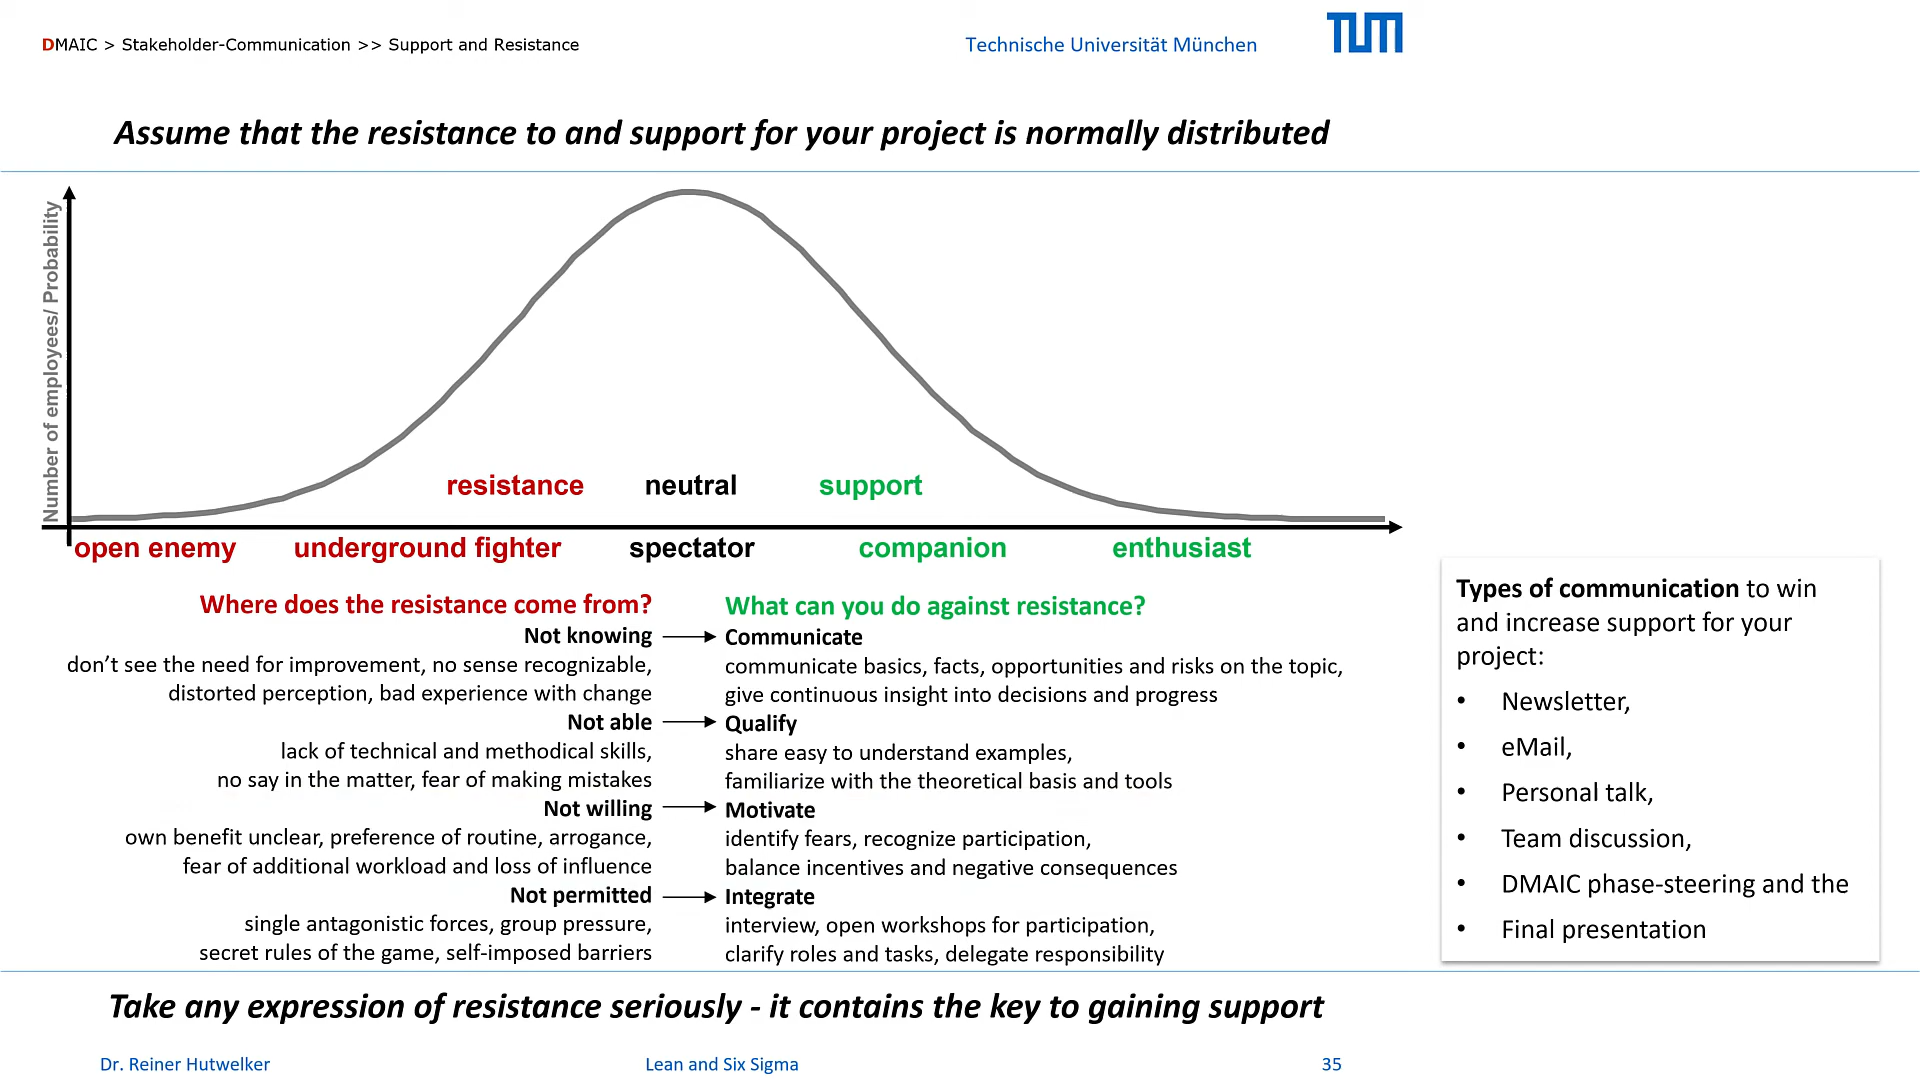 DMAIC > Stakeholder-Communication >> Support and Resistance
Technische Universität München
TUM
Assume that the resistance to and support for your project is normally distributed
Number of employees/ Probability
resistance
neutral
support
open enemy
underground fighter
spectator
companion
enthusiast
Where does the resistance come from?
Not knowing
don’t see the need for improvement, no sense recognizable,
distorted perception, bad experience with change
Not able
lack of technical and methodical skills,
no say in the matter, fear of making mistakes
Not willing
own benefit unclear, preference of routine, arrogance,
fear of additional workload and loss of influence
Not permitted
single antagonistic forces, group pressure,
secret rules of the game, self-imposed barriers
What can you do against resistance?
Communicate
communicate basics, facts, opportunities and risks on the topic,
give continuous insight into decisions and progress
Qualify
share easy to understand examples,
familiarize with the theoretical basis and tools
Motivate
identify fears, recognize participation,
balance incentives and negative consequences
Integrate
interview, open workshops for participation,
clarify roles and tasks, delegate responsibility
Types of communication to win
and increase support for your
project:
• Newsletter,
• eMail,
• Personal talk,
• Team discussion,
• DMAIC phase-steering and the
• Final presentation
Take any expression of resistance seriously - it contains the key to gaining support
Dr. Reiner Hutwelker
Lean and Six Sigma
35